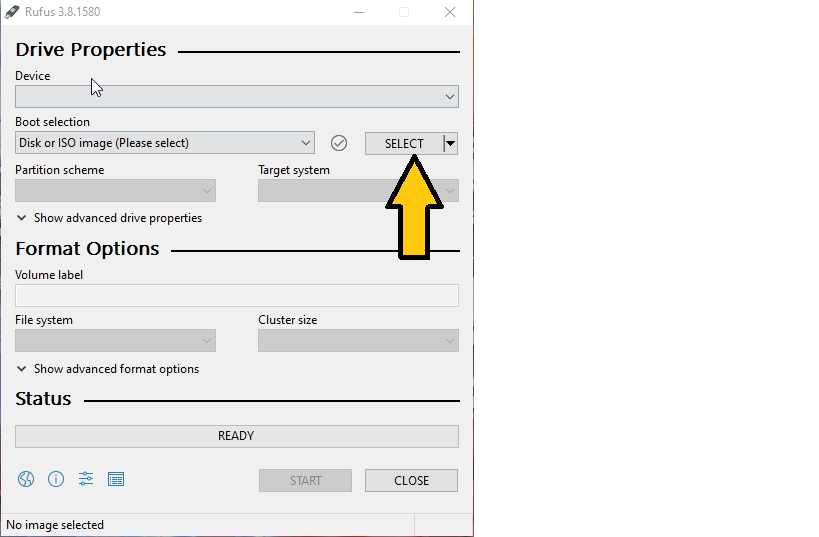 Rufus 3.8.1580
Drive Properties
Device
Boot selection
Disk or ISO image (Please select)
SELECT
Partition scheme
Target system
Show advanced drive properties
Format Options
Volume label
File system
Cluster size
Show advanced format options
Status
READY
START
CLOSE
No image selected